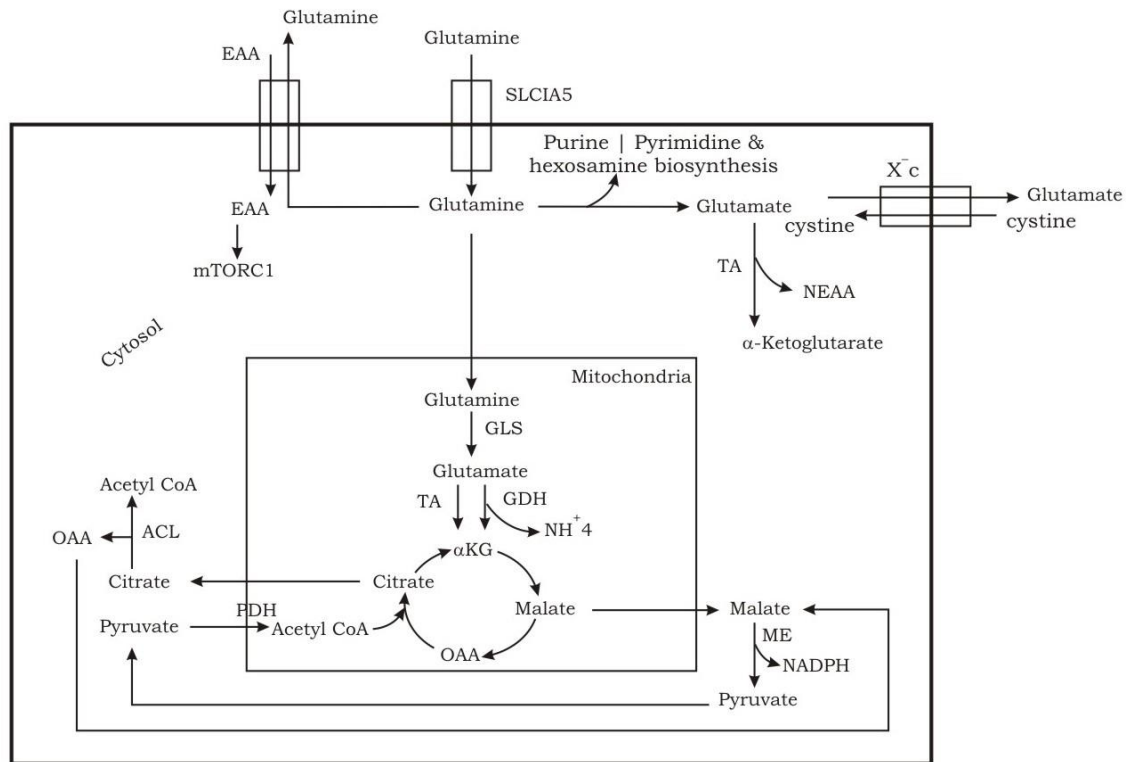 Glutamine
EAA
Glutamine
SLCIA5
Purine | Pyrimidine &
hexosamine biosynthesis
X⁻c
EAA
Glutamine
Glutamate
Glutamate
cystine
cystine
mTORC1
TA
NEAA
α-Ketoglutarate
Cytosol
Mitochondria
Glutamine
GLS
Glutamate
Acetyl CoA
TA
GDH
OAA
ACL
NH⁺4
αKG
Citrate
Citrate
Malate
Malate
PDH
Pyruvate
Acetyl CoA
ME
OAA
NADPH
Pyruvate